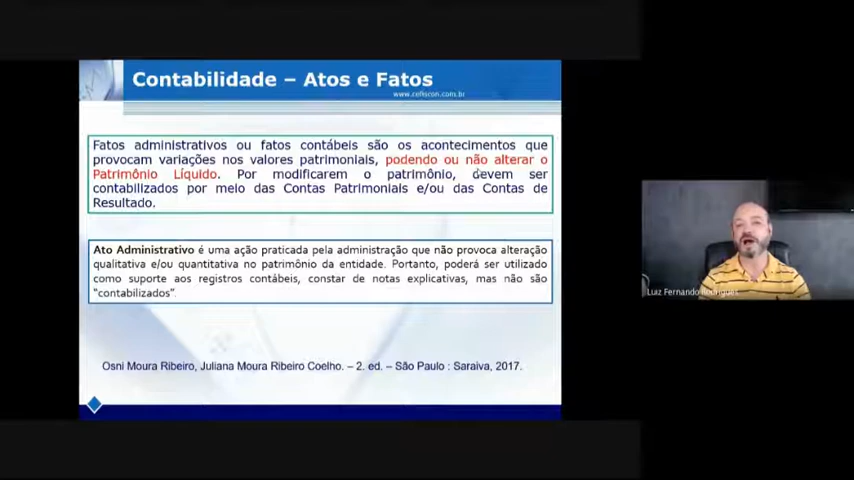 Contabilidade – Atos e Fatos
www.refiscon.com.br
Fatos administrativos ou fatos contábeis são os acontecimentos que
provocam variações nos valores patrimoniais, podendo ou não alterar o
Patrimônio Líquido. Por modificarem o patrimônio, devem ser
contabilizados por meio das Contas Patrimoniais e/ou das Contas de
Resultado.
Ato Administrativo é uma ação praticada pela administração que não provoca alteração
qualitativa e/ou quantitativa no patrimônio da entidade. Portanto, poderá ser utilizado
como suporte aos registros contábeis, constar de notas explicativas, mas não são
"contabilizados".
Osni Moura Ribeiro, Juliana Moura Ribeiro Coelho. – 2. ed. – São Paulo : Saraiva, 2017.
Luiz Fernando Rodrigues